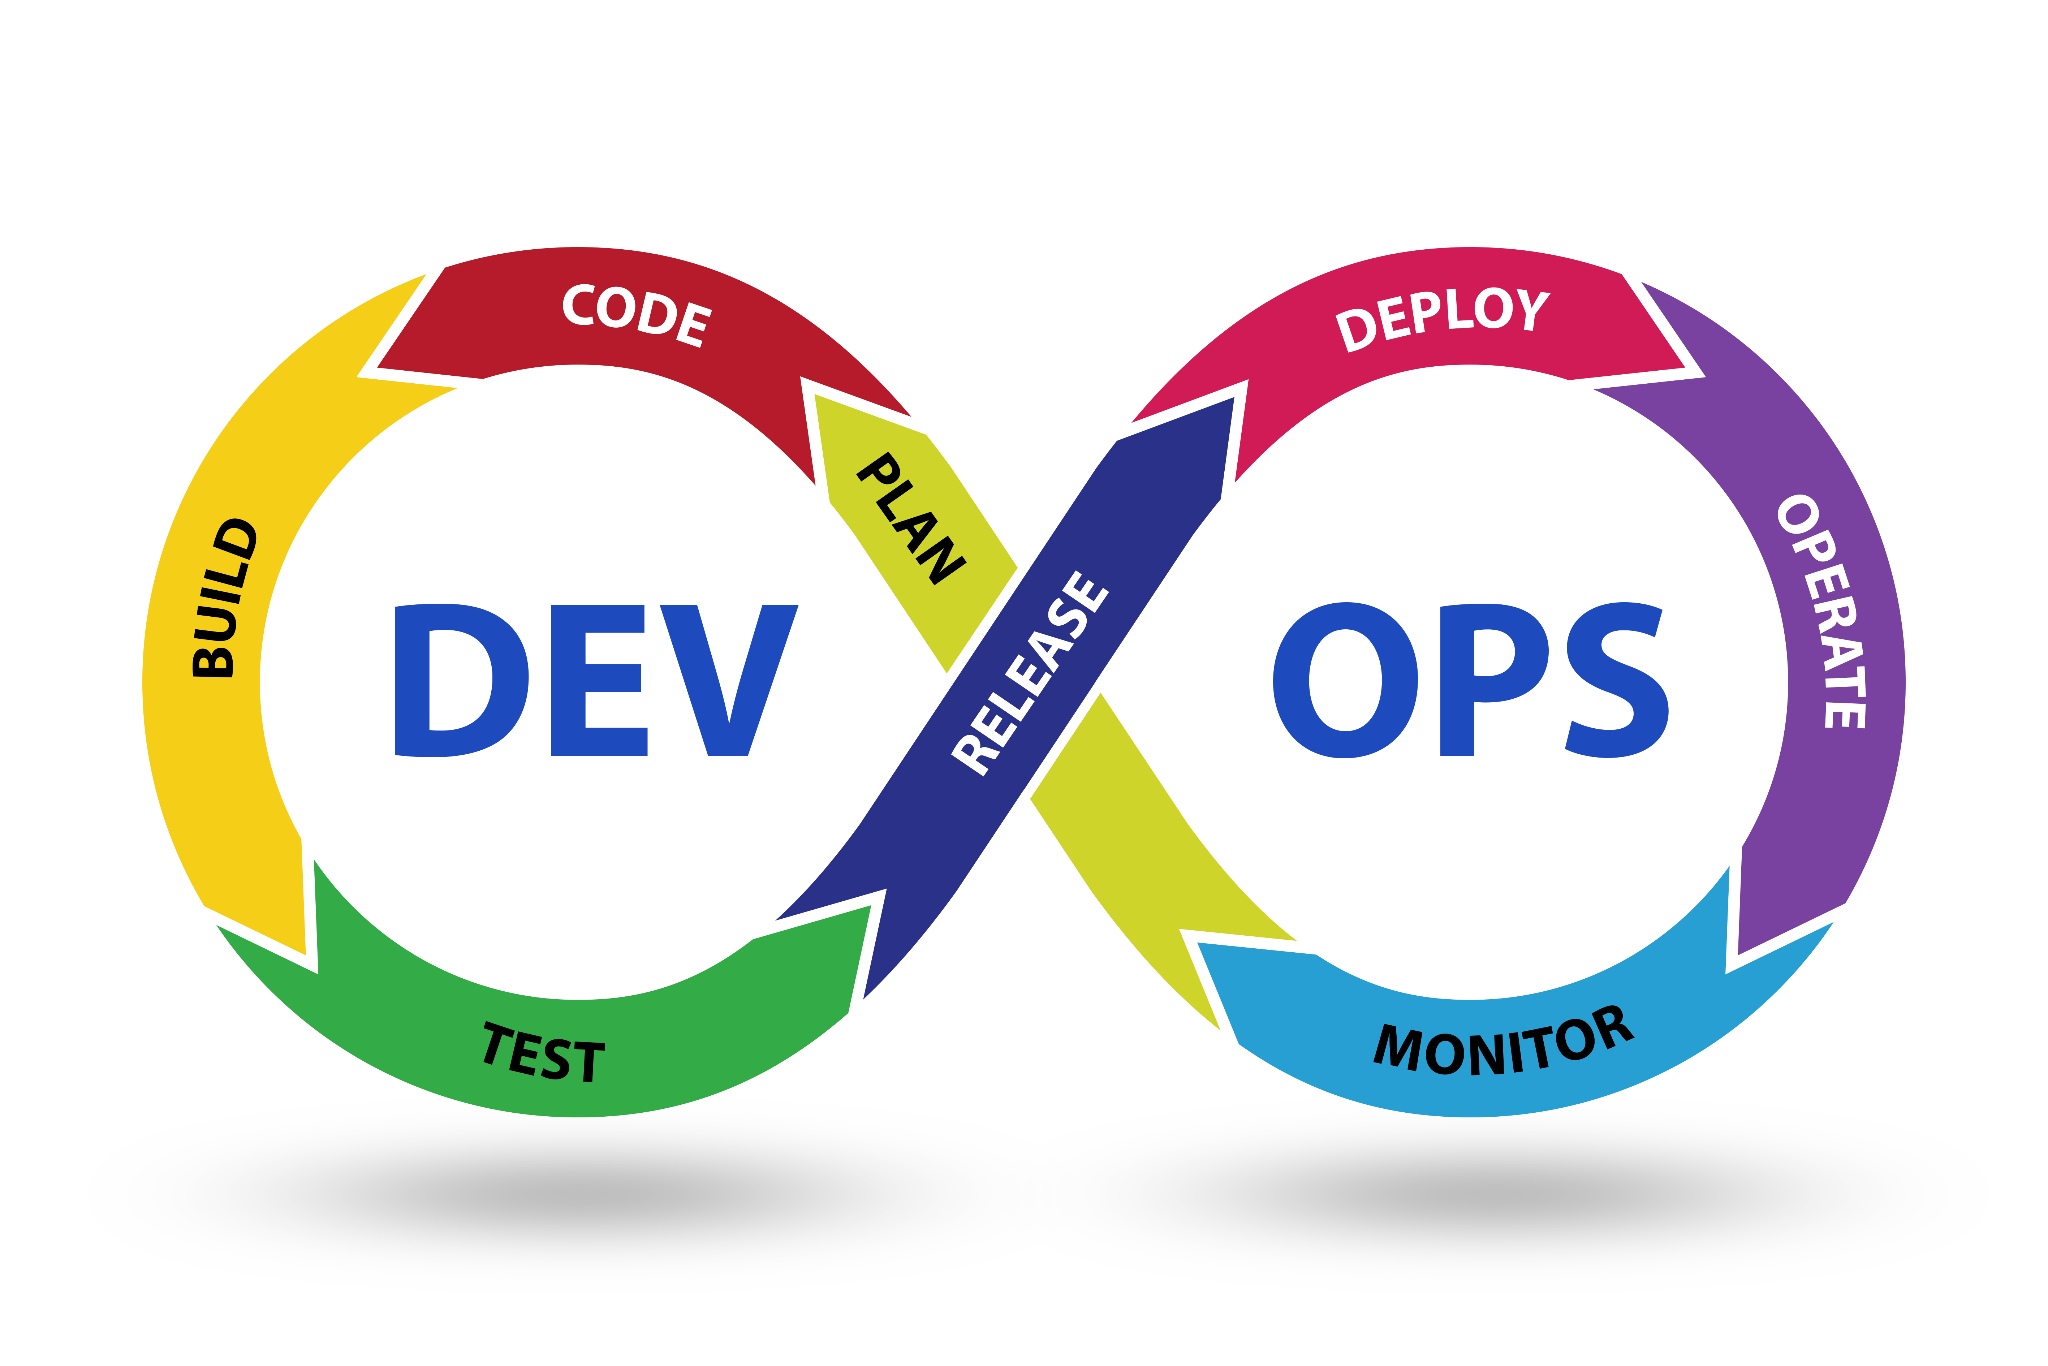 CODE
DEPLOY
PLAN
OPERATE
BUILD
DEV
RELEASE
OPS
TEST
MONITOR